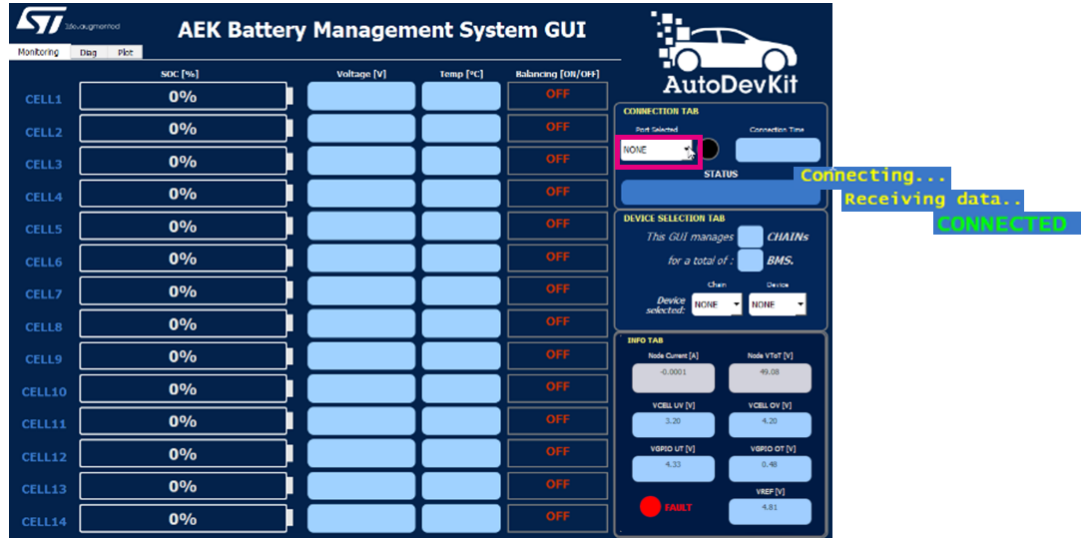 ST life.augmented
AEK Battery Management System GUI
Monitoring Diag Plot
SOC [%] Voltage [V] Temp [ºC] Balancing [ON/OFF]
CELL1 0% OFF
CELL2 0% OFF
CELL3 0% OFF
CELL4 0% OFF
CELL5 0% OFF
CELL6 0% OFF
CELL7 0% OFF
CELL8 0% OFF
CELL9 0% OFF
CELL10 0% OFF
CELL11 0% OFF
CELL12 0% OFF
CELL13 0% OFF
CELL14 0% OFF
AutoDevKit
CONNECTION TAB
Port Selected Connection Time
NONE
STATUS
Connecting...
Receiving data..
CONNECTED
DEVICE SELECTION TAB
This GUI manages CHAINs
for a total of : BMS.
Chain Device
Device selected: NONE NONE
INFO TAB
Node Current [A] Node VToT [V]
-0.0001 49.08
VCELL UV [V] VCELL OV [V]
3.20 4.20
VGPIO UT [V] VGPIO OT [V]
4.33 0.48
VREF [V]
FAULT 4.81